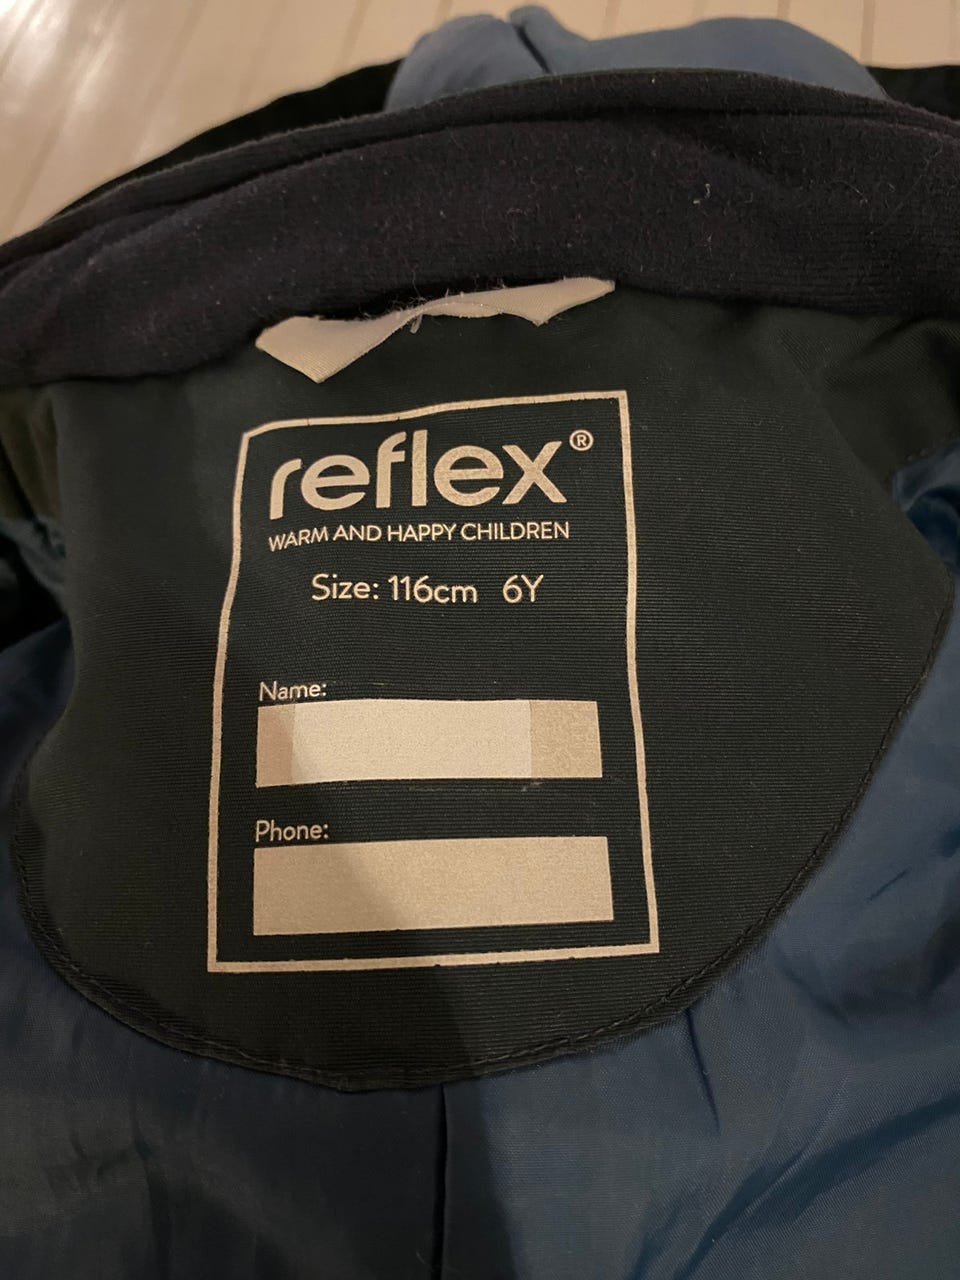 reflex®
WARM AND HAPPY CHILDREN
Size: 116cm 6Y
Name:
Phone: